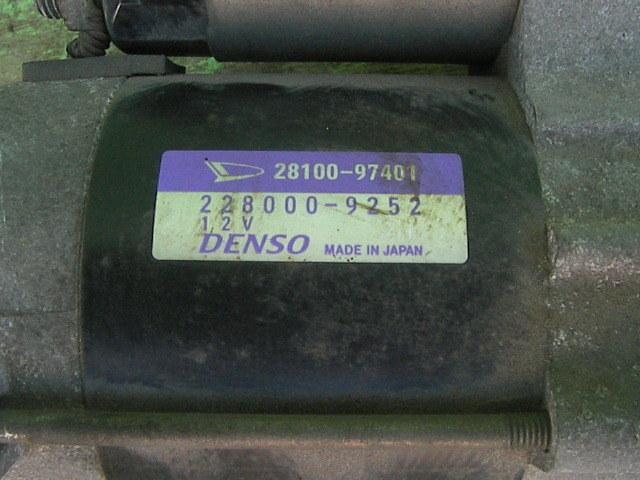 28100-97401
228000-9252
12V
DENSO MADE IN JAPAN